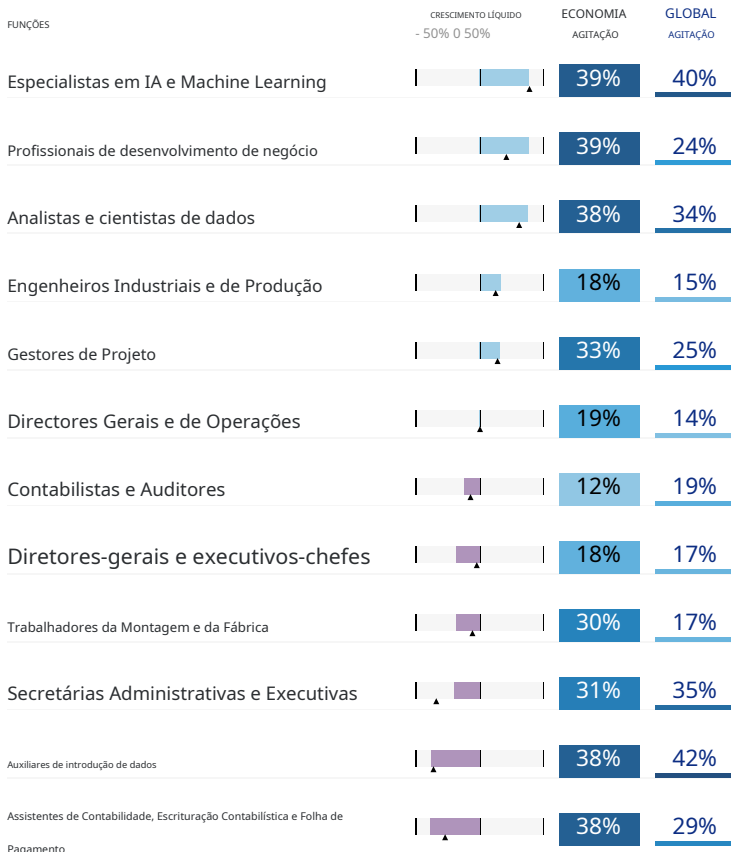 FUNÇÕES
CRESCIMENTO LÍQUIDO
ECONOMIA
GLOBAL
- 50% 0 50%
AGITAÇÃO
AGITAÇÃO
Especialistas em IA e Machine Learning
39%
40%
Profissionais de desenvolvimento de negócio
39%
24%
Analistas e cientistas de dados
38%
34%
Engenheiros Industriais e de Produção
18%
15%
Gestores de Projeto
33%
25%
Directores Gerais e de Operações
19%
14%
Contabilistas e Auditores
12%
19%
Diretores-gerais e executivos-chefes
18%
17%
Trabalhadores da Montagem e da Fábrica
30%
17%
Secretárias Administrativas e Executivas
31%
35%
Auxiliares de introdução de dados
38%
42%
Assistentes de Contabilidade, Escrituração Contabilística e Folha de
Pagamento
38%
29%